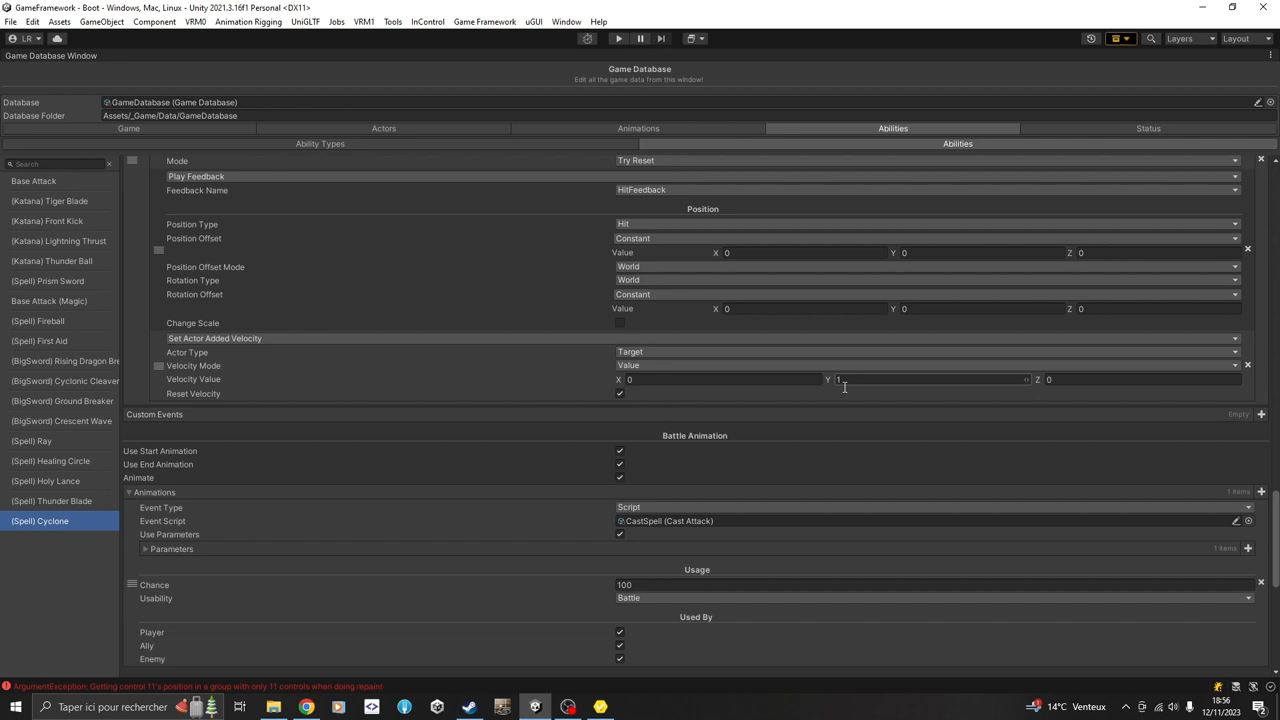 GameFramework - Boot - Windows, Mac, Linux - Unity 2021.3.16f1 Personal <DX11>
File Edit Assets GameObject Component VRM0 Animation Rigging UniGLTF Jobs VRM1 Tools InControl Game Framework uGUI Window Help
LR Layers Layout
Game Database Window
Game Database
Edit all the game data from this window!
Database GameDatabase (Game Database)
Database Folder Assets/_Game/Data/GameDatabase
Game Actors Animations Abilities Status
Ability Types Abilities
Search
Base Attack
(Katana) Tiger Blade
(Katana) Front Kick
(Katana) Lightning Thrust
(Katana) Thunder Ball
(Spell) Prism Sword
Base Attack (Magic)
(Spell) Fireball
(Spell) First Aid
(BigSword) Rising Dragon Bre
(BigSword) Cyclonic Cleaver
(BigSword) Ground Breaker
(BigSword) Crescent Wave
(Spell) Ray
(Spell) Healing Circle
(Spell) Holy Lance
(Spell) Thunder Blade
(Spell) Cyclone
Mode Try Reset
Play Feedback
Feedback Name HitFeedback
Position
Position Type Hit
Position Offset Constant
Value X 0 Y 0 Z 0
Position Offset Mode World
Rotation Type World
Rotation Offset Constant
Value X 0 Y 0 Z 0
Change Scale
Set Actor Added Velocity
Actor Type Target
Velocity Mode Value
Velocity Value X 0 Y 1 Z 0
Reset Velocity
Custom Events Empty
Battle Animation
Use Start Animation
Use End Animation
Animate
Animations 1 items
Event Type Script
Event Script CastSpell (Cast Attack)
Use Parameters
Parameters 1 items
Usage
Chance 100
Usability Battle
Used By
Player
Ally
Enemy
ArgumentException: Getting control 11's position in a group with only 11 controls when doing repaint
Taper ici pour rechercher
14°C Venteux
18:56
12/11/2023